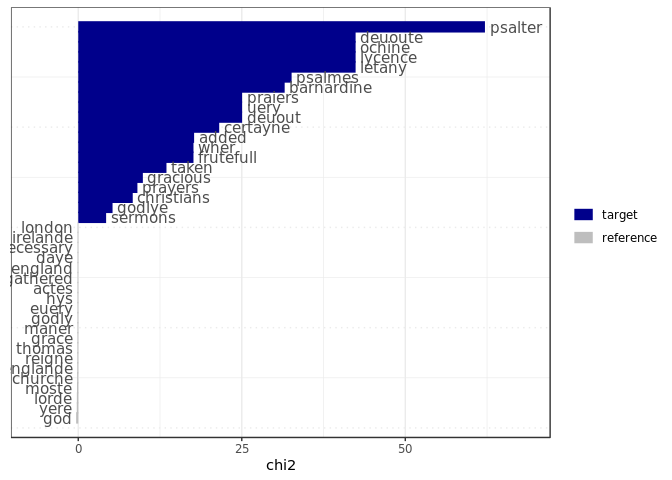 psalter
deuoute
ochine
lycence
letany
psalmes
barnardine
praiers
uery
deuout
certayne
added
wher
frutefull
taken
gracious
prayers
christians
godlye
sermons
london
irelande
ecessary
daye
england
gathered
actes
hys
euery
godly
maner
grace
thomas
reigne
englande
churche
moste
lorde
yere
god
target
reference
0 25 50
chi2